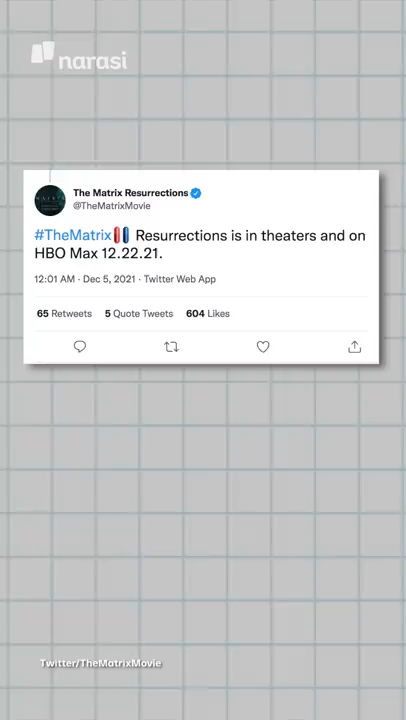 narasi
The Matrix Resurrections
@TheMatrixMovie
#TheMatrix Resurrections is in theaters and on
HBO Max 12.22.21.
12:01 AM · Dec 5, 2021 · Twitter Web App
65 Retweets 5 Quote Tweets 604 Likes
Twitter/TheMatrixMovie